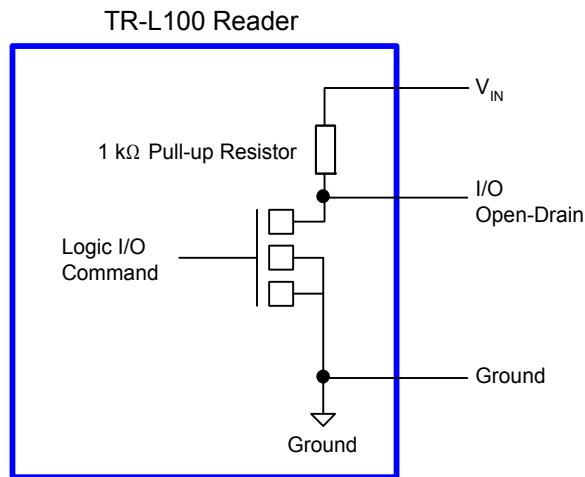 TR-L100 Reader
V_IN
1 kΩ Pull-up Resistor
I/O
Open-Drain
Logic I/O
Command
Ground
Ground